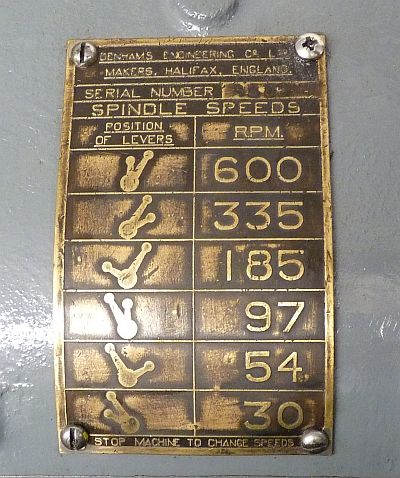 DENHAMS ENGINEERING CO. LTD
MAKERS, HALIFAX, ENGLAND.
SERIAL NUMBER
SPINDLE SPEEDS
POSITION OF LEVERS
R.P.M.
600
335
185
97
54
30
STOP MACHINE TO CHANGE SPEEDS